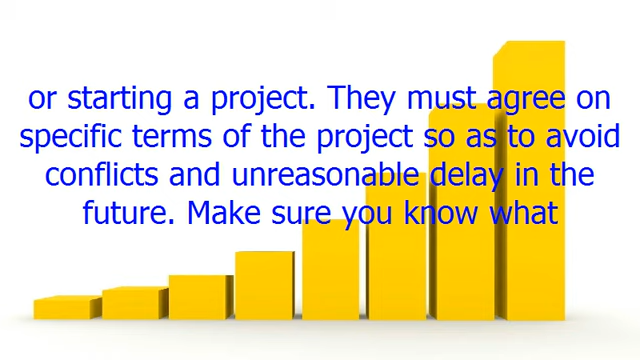 or starting a project. They must agree on
specific terms of the project so as to avoid
conflicts and unreasonable delay in the
future. Make sure you know what